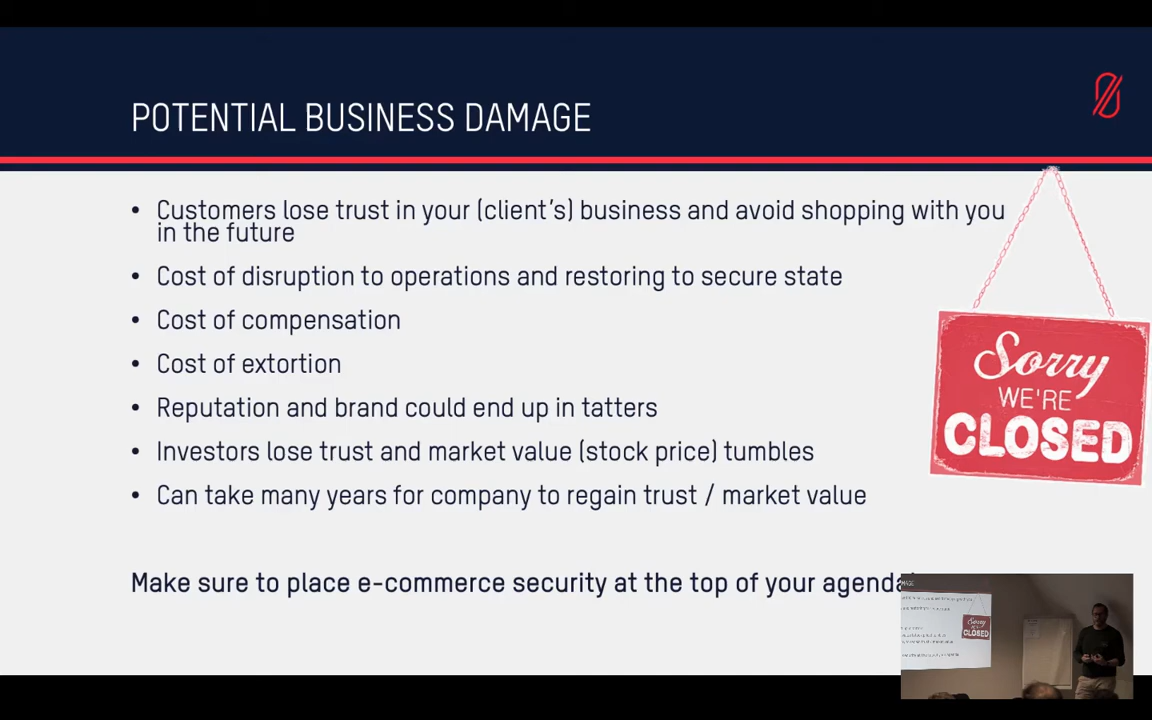 POTENTIAL BUSINESS DAMAGE
• Customers lose trust in your (client's) business and avoid shopping with you
in the future
• Cost of disruption to operations and restoring to secure state
• Cost of compensation
• Cost of extortion
• Reputation and brand could end up in tatters
• Investors lose trust and market value (stock price) tumbles
• Can take many years for company to regain trust / market value
Sorry
WE'RE
CLOSED
Make sure to place e-commerce security at the top of your agenda
Sorry
CLOSED